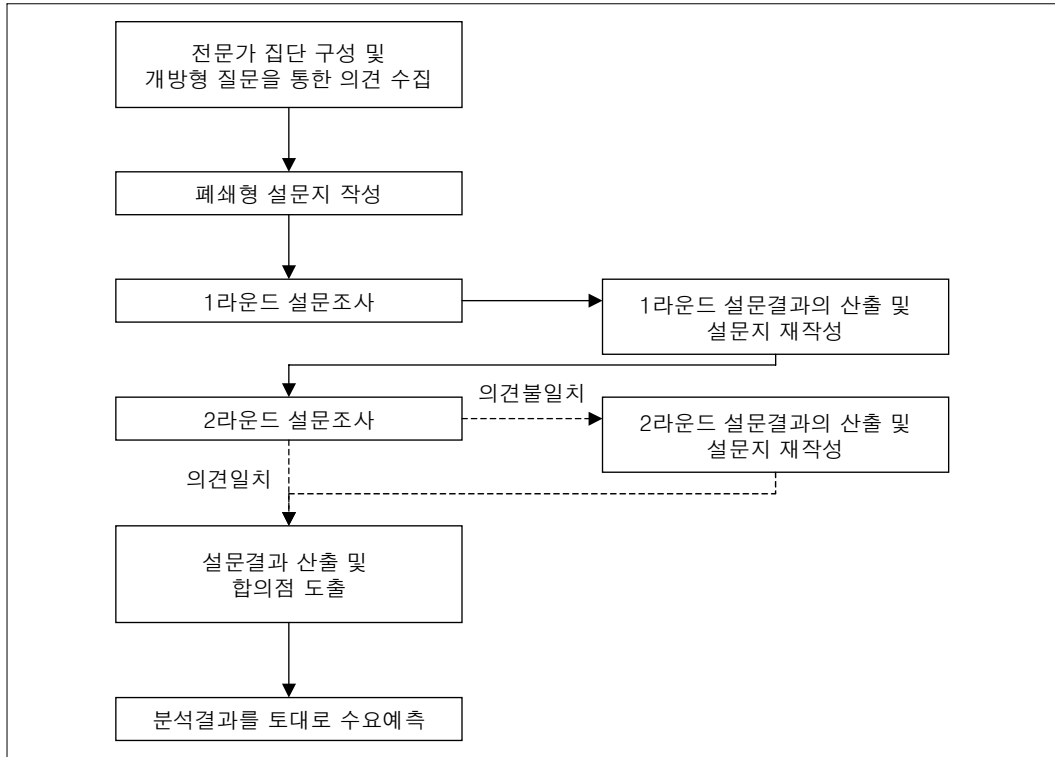 전문가 집단 구성 및
개방형 질문을 통한 의견 수집
폐쇄형 설문지 작성
1라운드 설문조사
1라운드 설문결과의 산출 및
설문지 재작성
의견불일치
2라운드 설문조사
2라운드 설문결과의 산출 및
설문지 재작성
의견일치
설문결과 산출 및
합의점 도출
분석결과를 토대로 수요예측